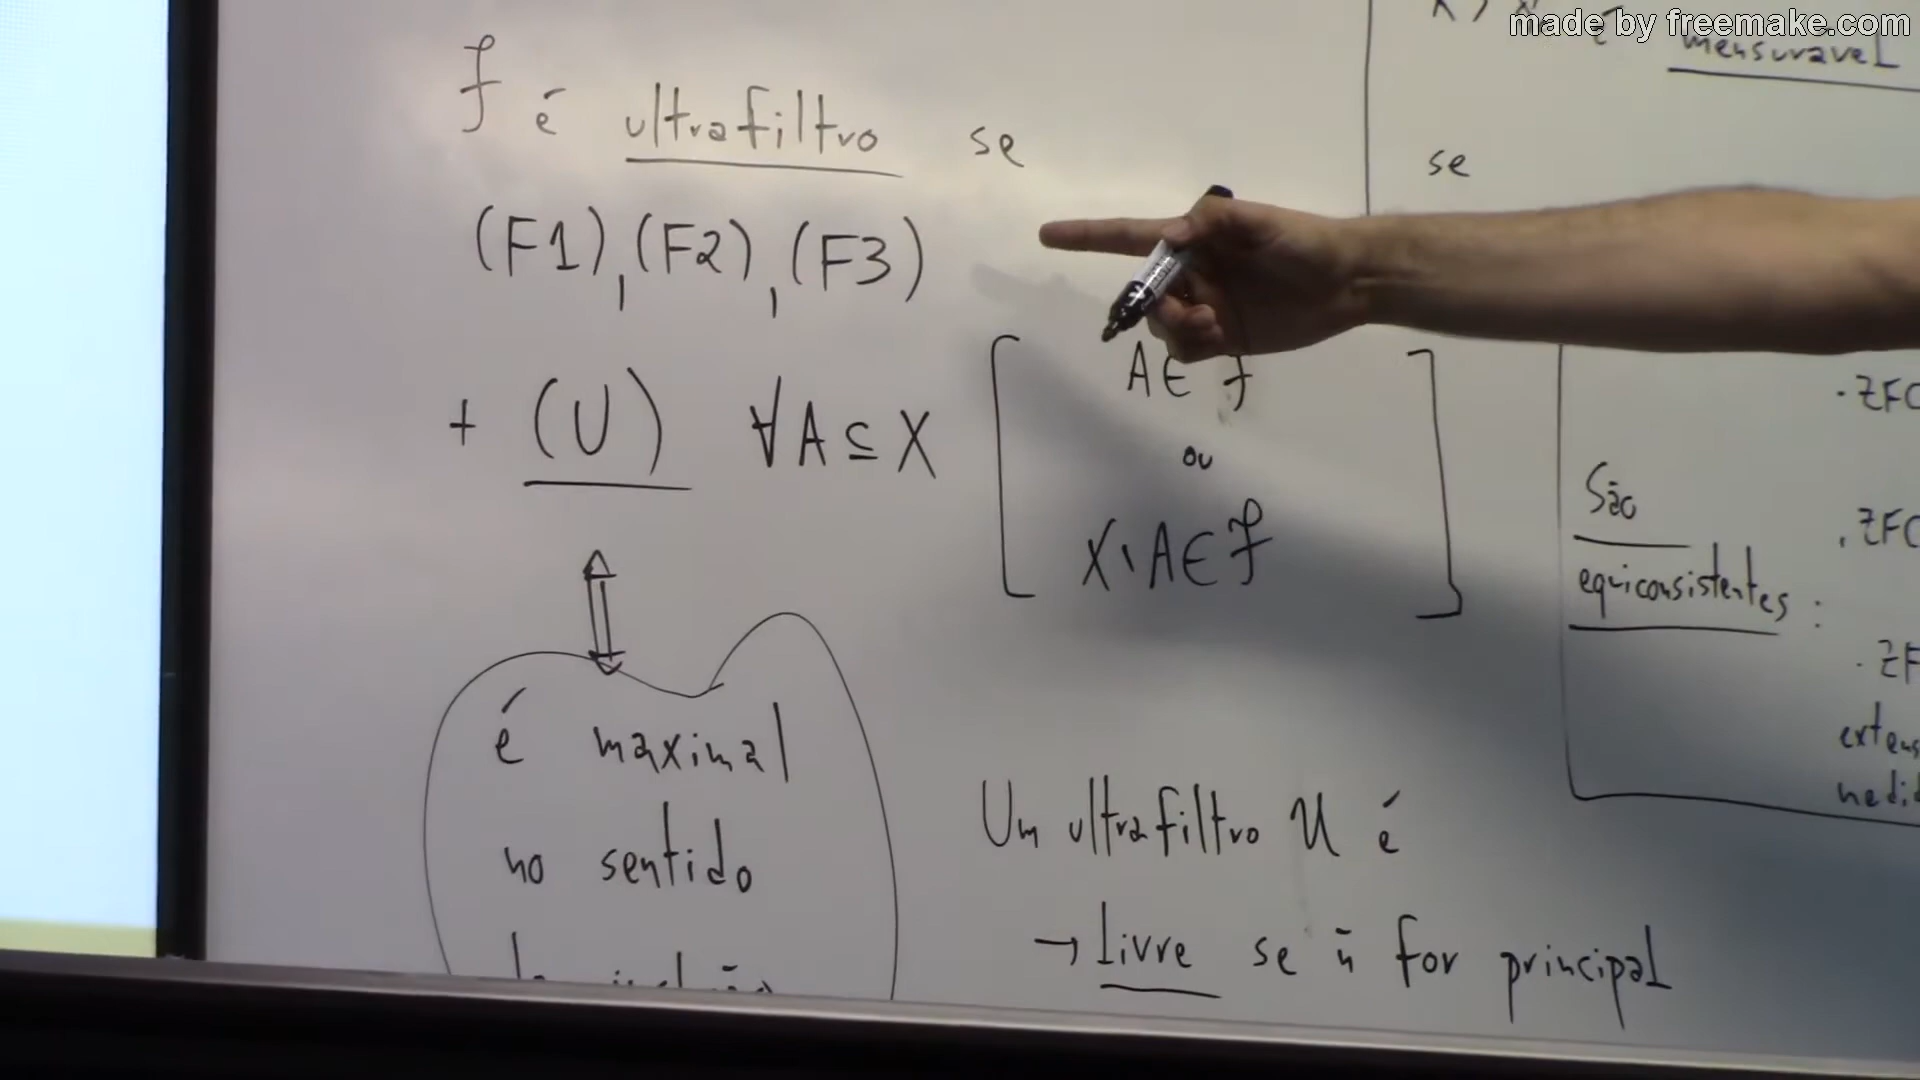 made by freemake.com
mensurável
F é ultrafiltro se
se
(F1), (F2), (F3)
+ (U) ∀A ⊆ X [ A ∈ F
ou
X \ A ∈ F ]
é maximal
no sentido
Um ultrafiltro U é
→ Livre se ñ for principal
· ZFC
São
equiconsistentes :
. ZFC
· ZF